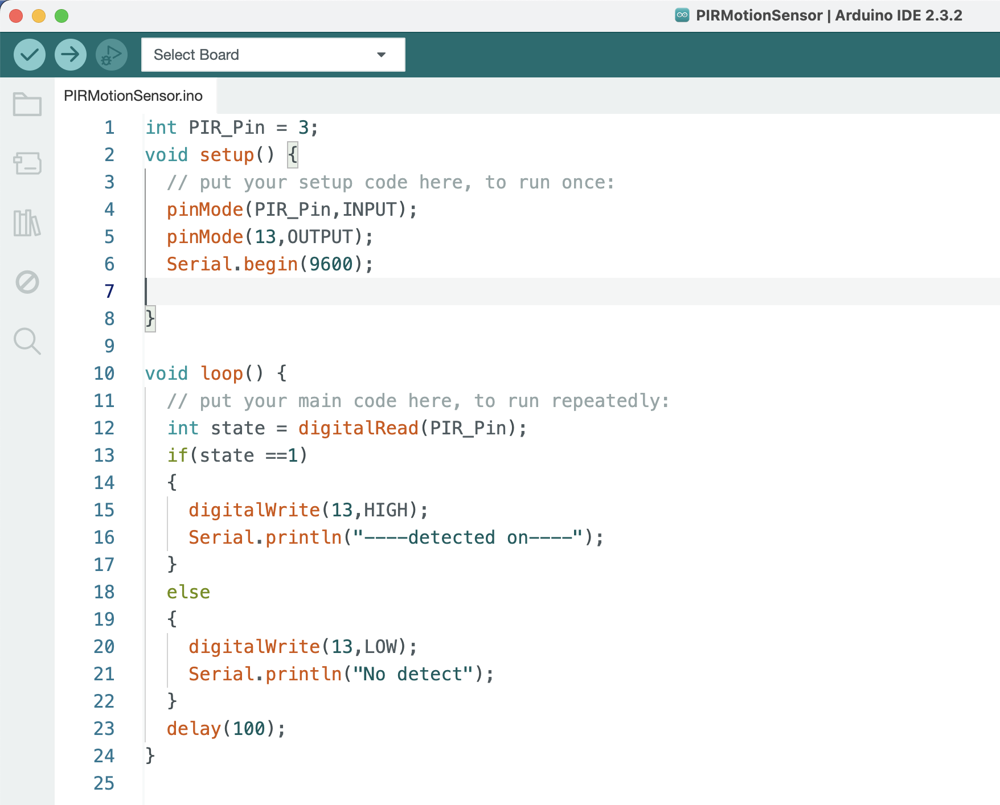 PIRMotionSensor | Arduino IDE 2.3.2
Select Board
PIRMotionSensor.ino
1 int PIR_Pin = 3;
2 void setup() {
3 // put your setup code here, to run once:
4 pinMode(PIR_Pin,INPUT);
5 pinMode(13,OUTPUT);
6 Serial.begin(9600);
7
8 }
9
10 void loop() {
11 // put your main code here, to run repeatedly:
12 int state = digitalRead(PIR_Pin);
13 if(state ==1)
14 {
15 digitalWrite(13,HIGH);
16 Serial.println("----detected on----");
17 }
18 else
19 {
20 digitalWrite(13,LOW);
21 Serial.println("No detect");
22 }
23 delay(100);
24 }
25